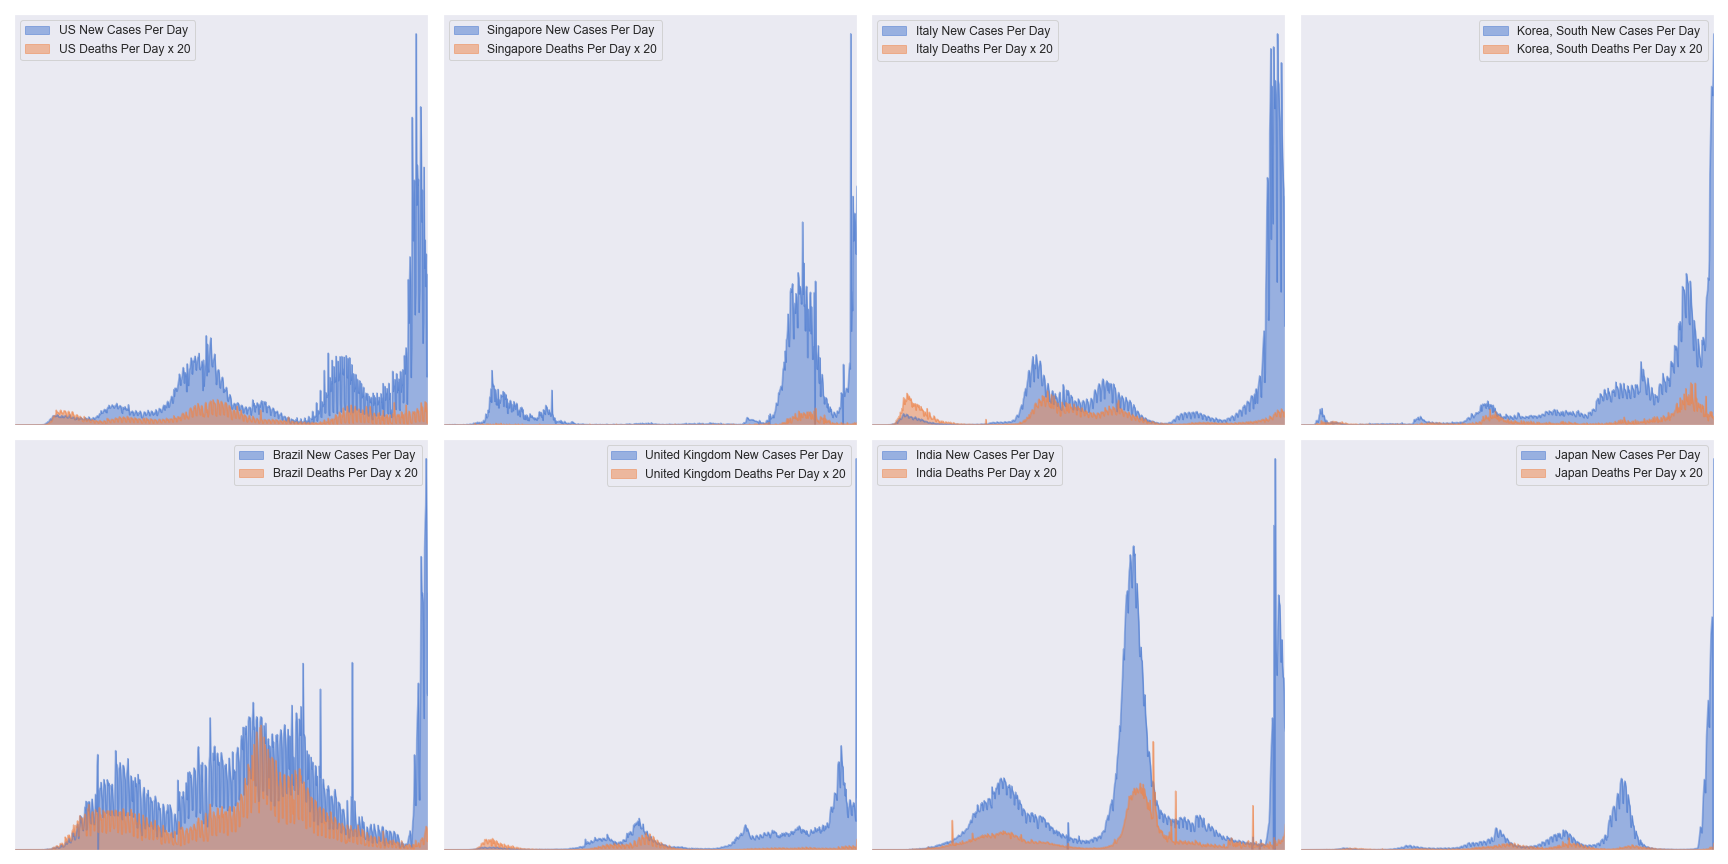 US New Cases Per Day
US Deaths Per Day x 20
Singapore New Cases Per Day
Singapore Deaths Per Day x 20
Italy New Cases Per Day
Italy Deaths Per Day x 20
Korea, South New Cases Per Day
Korea, South Deaths Per Day x 20
Brazil New Cases Per Day
Brazil Deaths Per Day x 20
United Kingdom New Cases Per Day
United Kingdom Deaths Per Day x 20
India New Cases Per Day
India Deaths Per Day x 20
Japan New Cases Per Day
Japan Deaths Per Day x 20